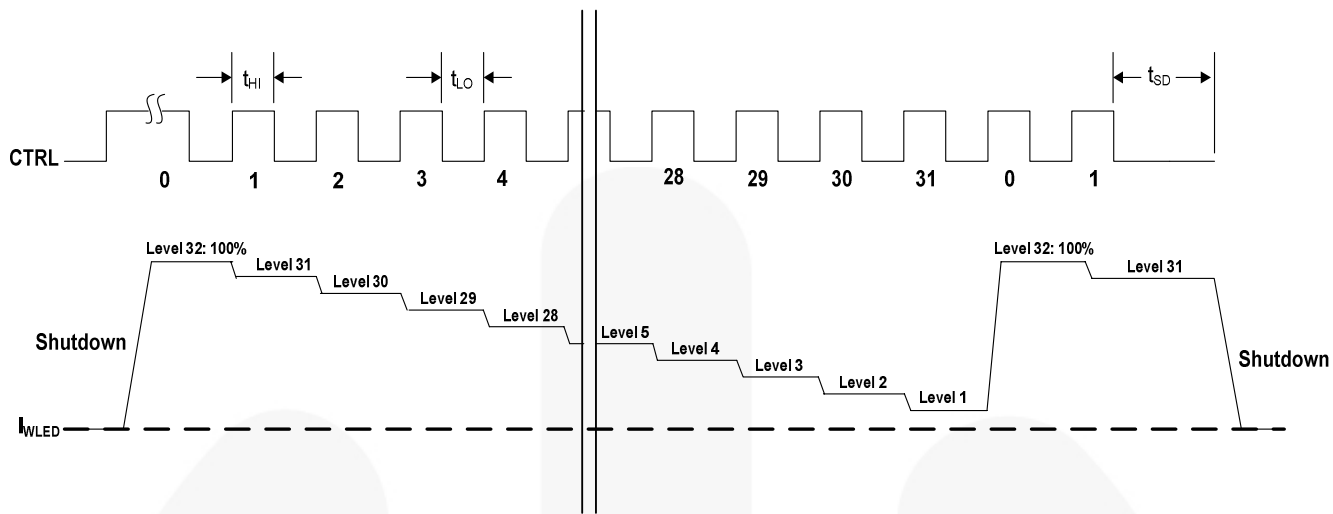 tHI
tLO
tSD
CTRL
0 1 2 3 4 28 29 30 31 0 1
Level 32: 100%
Level 31
Level 30
Level 29
Level 28
Level 5
Level 4
Level 3
Level 2
Level 1
Level 32: 100%
Level 31
Shutdown
Shutdown
IWLED